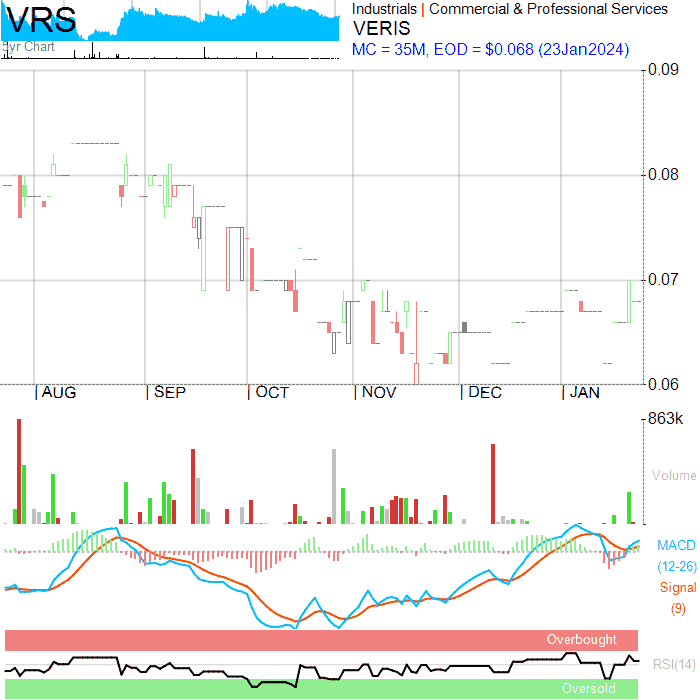 VRS
5yr Chart
Industrials | Commercial & Professional Services
VERIS
MC = 35M, EOD = $0.068 (23Jan2024)
0.09
0.08
0.07
0.06
|AUG |SEP |OCT |NOV |DEC |JAN
863k
Volume
MACD
(12-26)
Signal
(9)
Overbought
RSI(14)
Oversold